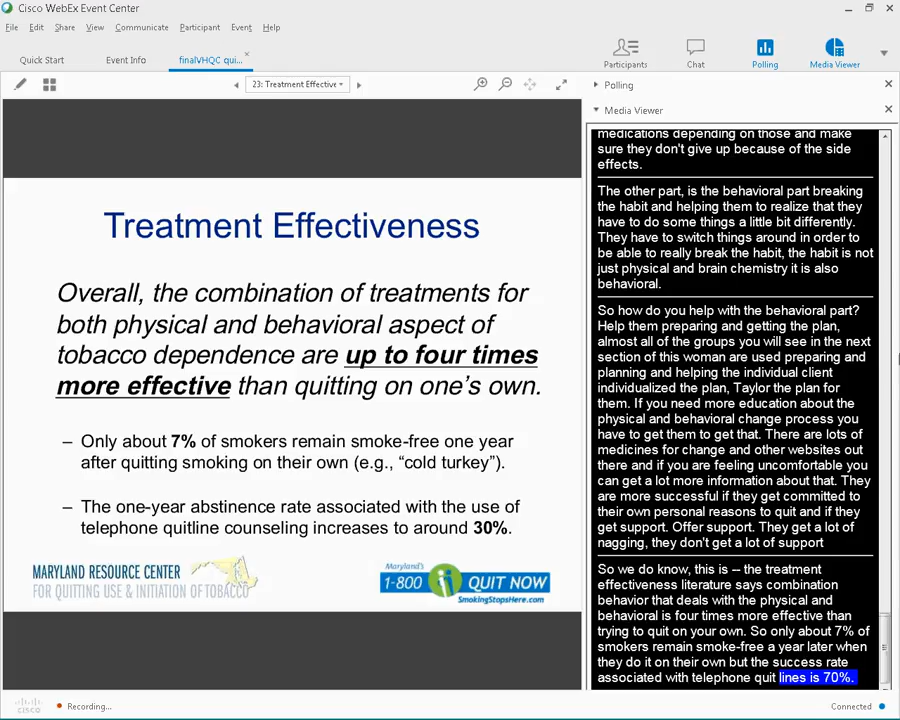 Cisco WebEx Event Center
File Edit Share View Communicate Participant Event Help
Quick Start Event Info finalVHQC qui...
Participants Chat Polling Media Viewer
23: Treatment Effective
Polling
Media Viewer
Treatment Effectiveness
Overall, the combination of treatments for
both physical and behavioral aspect of
tobacco dependence are up to four times
more effective than quitting on one's own.
– Only about 7% of smokers remain smoke-free one year
after quitting smoking on their own (e.g., “cold turkey”).
– The one-year abstinence rate associated with the use of
telephone quitline counseling increases to around 30%.
MARYLAND RESOURCE CENTER
FOR QUITTING USE & INITIATION OF TOBACCO
Maryland's
1-800 QUIT NOW
SmokingStopsHere.com
medications depending on those and make
sure they don't give up because of the side
effects.
The other part, is the behavioral part breaking
the habit and helping them to realize that they
have to do some things a little bit differently.
They have to switch things around in order to
be able to really break the habit, the habit is not
just physical and brain chemistry it is also
behavioral.
So how do you help with the behavioral part?
Help them preparing and getting the plan,
almost all of the groups you will see in the next
section of this woman are used preparing and
planning and helping the individual client
individualized the plan, Taylor the plan for
them. If you need more education about the
physical and behavioral change process you
have to get them to get that. There are lots of
medicines for change and other websites out
there and if you are feeling uncomfortable you
can get a lot more information about that. They
are more successful if they get committed to
their own personal reasons to quit and if they
get support. Offer support. They get a lot of
nagging, they don't get a lot of support
So we do know, this is -- the treatment
effectiveness literature says combination
behavior that deals with the physical and
behavioral is four times more effective than
trying to quit on your own. So only about 7% of
smokers remain smoke-free a year later when
they do it on their own but the success rate
associated with telephone quit lines is 70%.
cisco Recording... Connected